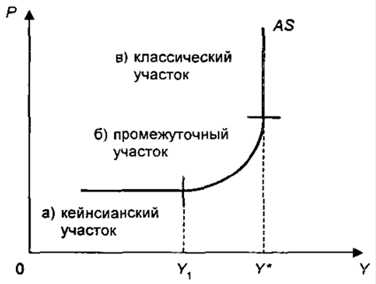 P
AS
в) классический
участок
б) промежуточный
участок
а) кейнсианский
участок
0
Y₁
Y*
Y